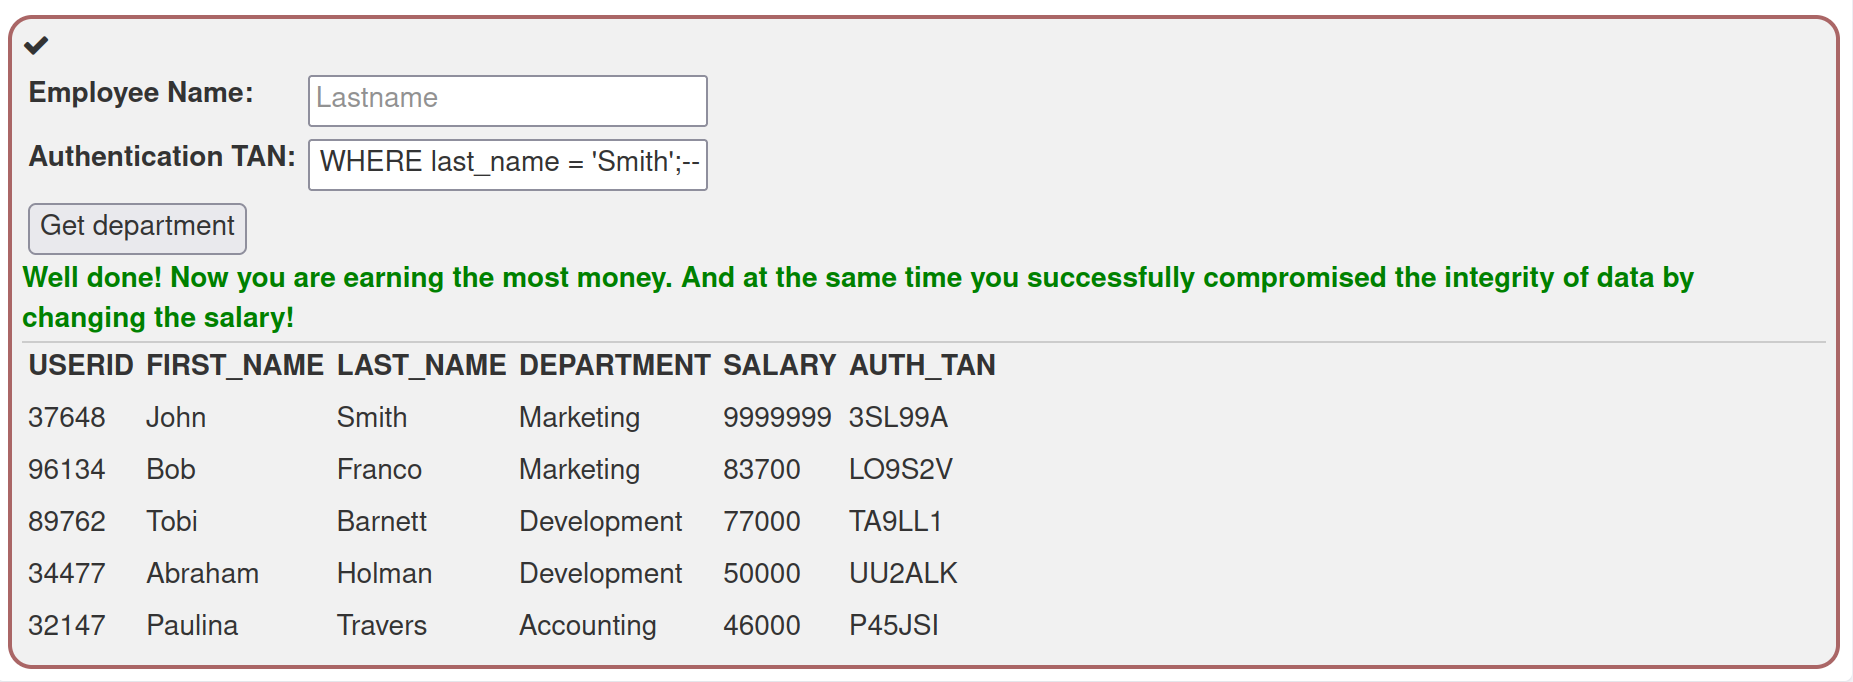 Employee Name: Lastname
Authentication TAN: WHERE last_name = 'Smith';--
Get department
Well done! Now you are earning the most money. And at the same time you successfully compromised the integrity of data by
changing the salary!
USERID FIRST_NAME LAST_NAME DEPARTMENT SALARY AUTH_TAN
37648 John Smith Marketing 9999999 3SL99A
96134 Bob Franco Marketing 83700 LO9S2V
89762 Tobi Barnett Development 77000 TA9LL1
34477 Abraham Holman Development 50000 UU2ALK
32147 Paulina Travers Accounting 46000 P45JSI